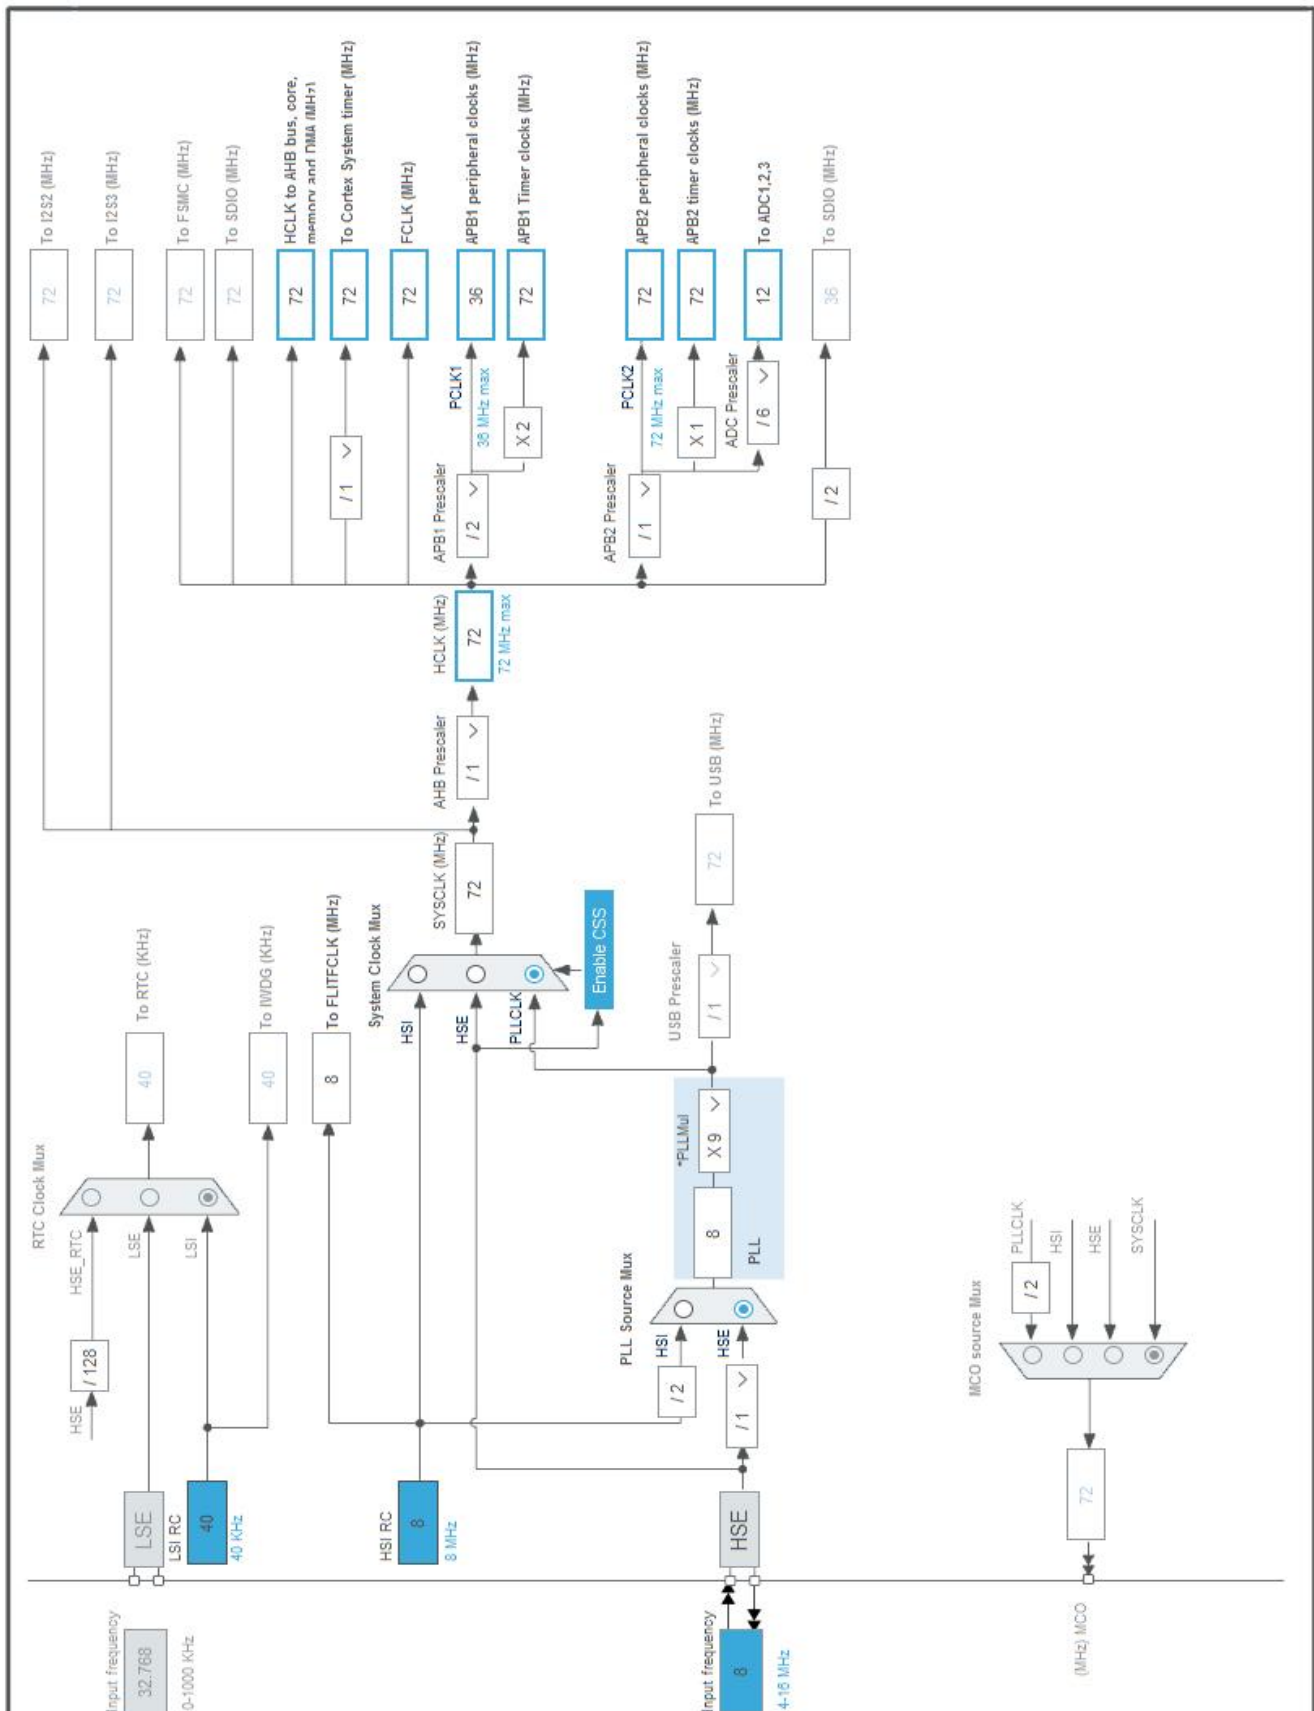 Input frequency
32.768
0-1000 KHz
LSE
LSI RC
40
40 KHz
HSE
/ 128
HSE_RTC
LSE
LSI
RTC Clock Mux
40
To RTC (KHz)
40
To IWDG (KHz)
8
To FLITFCLK (MHz)
HSI RC
8
8 MHz
System Clock Mux
HSI
HSE
PLLCLK
Enable CSS
SYSCLK (MHz)
72
AHB Prescaler
/ 1
HCLK (MHz)
72
72 MHz max
72
To I2S2 (MHz)
72
To I2S3 (MHz)
72
To FSMC (MHz)
72
To SDIO (MHz)
72
HCLK to AHB bus, core,
memory and DMA (MHz)
/ 1
72
To Cortex System timer (MHz)
72
FCLK (MHz)
APB1 Prescaler
/ 2
PCLK1
36 MHz max
36
APB1 peripheral clocks (MHz)
X 2
72
APB1 Timer clocks (MHz)
APB2 Prescaler
/ 1
PCLK2
72 MHz max
72
APB2 peripheral clocks (MHz)
X 1
72
APB2 timer clocks (MHz)
ADC Prescaler
/ 6
12
To ADC1,2,3
/ 2
36
To SDIO (MHz)
Input frequency
8
4-16 MHz
HSE
/ 1
/ 2
PLL Source Mux
HSI
HSE
8
PLL
*PLLMul
X 9
USB Prescaler
/ 1
72
To USB (MHz)
MCO source Mux
/ 2
PLLCLK
HSI
HSE
SYSCLK
72
(MHz) MCO